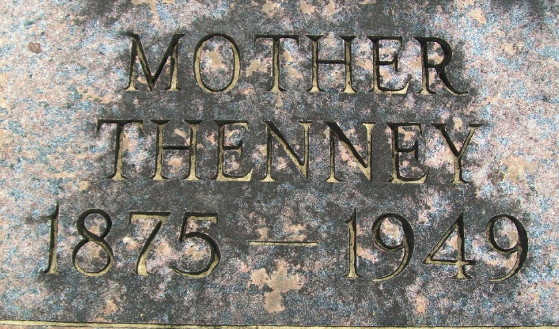 MOTHER
THENNEY
1875 — 1949